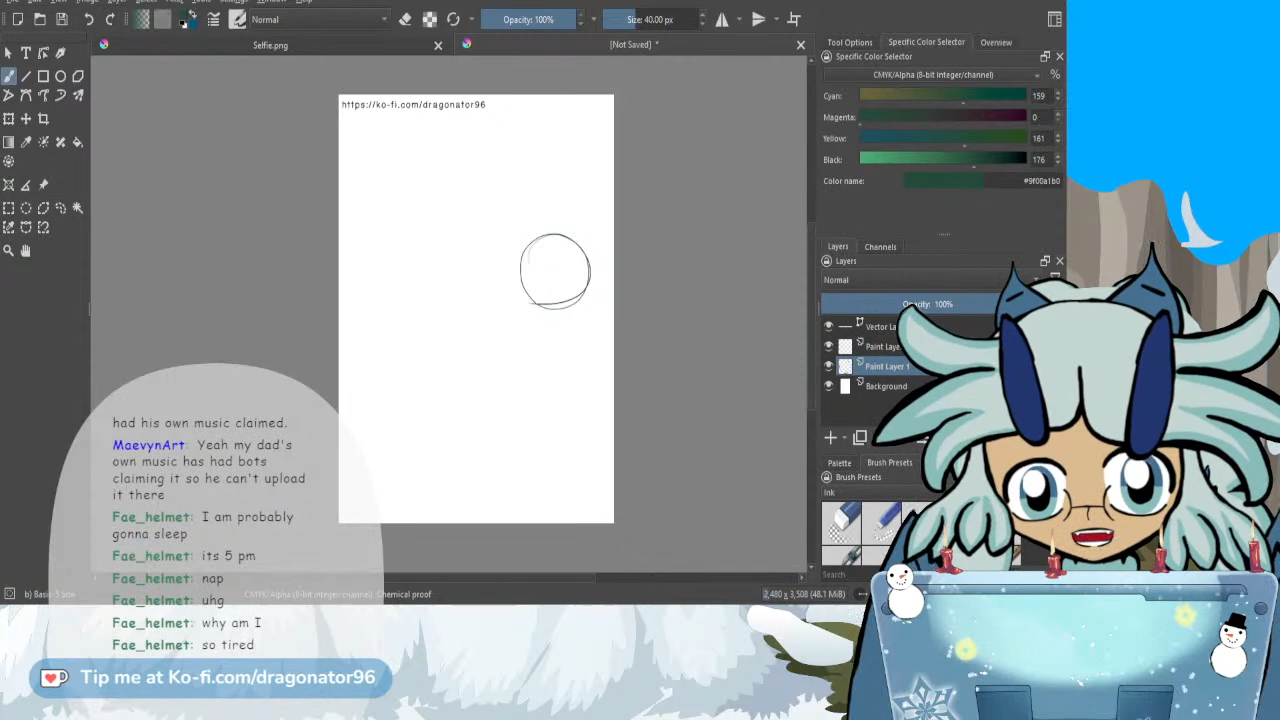 Normal
Opacity: 100%
Size: 40.00 px
Selfie.png
[Not Saved] *
Tool Options
Specific Color Selector
Overview
Specific Color Selector
CMYK/Alpha (8-bit integer/channel)
%
Cyan:
159
Magenta:
0
Yellow:
161
Black:
176
Color name:
#9f00a1b0
https://ko-fi.com/dragonator96
Layers
Channels
Layers
Normal
Opacity: 100%
Vector La
Paint Laye
Paint Layer 1
Background
Palette
Brush Presets
Brush Presets
Ink
Search
had his own music claimed.
MaevynArt: Yeah my dad's
own music has had bots
claiming it so he can't upload
it there
Fae_helmet: I am probably
gonna sleep
Fae_helmet: its 5 pm
Fae_helmet: nap
Fae_helmet: uhg
Fae_helmet: why am I
Fae_helmet: so tired
CMYK/Alpha (8-bit integer/channel) Chemical proof
2,480 x 3,508 (48.1 MiB)
Tip me at Ko-fi.com/dragonator96